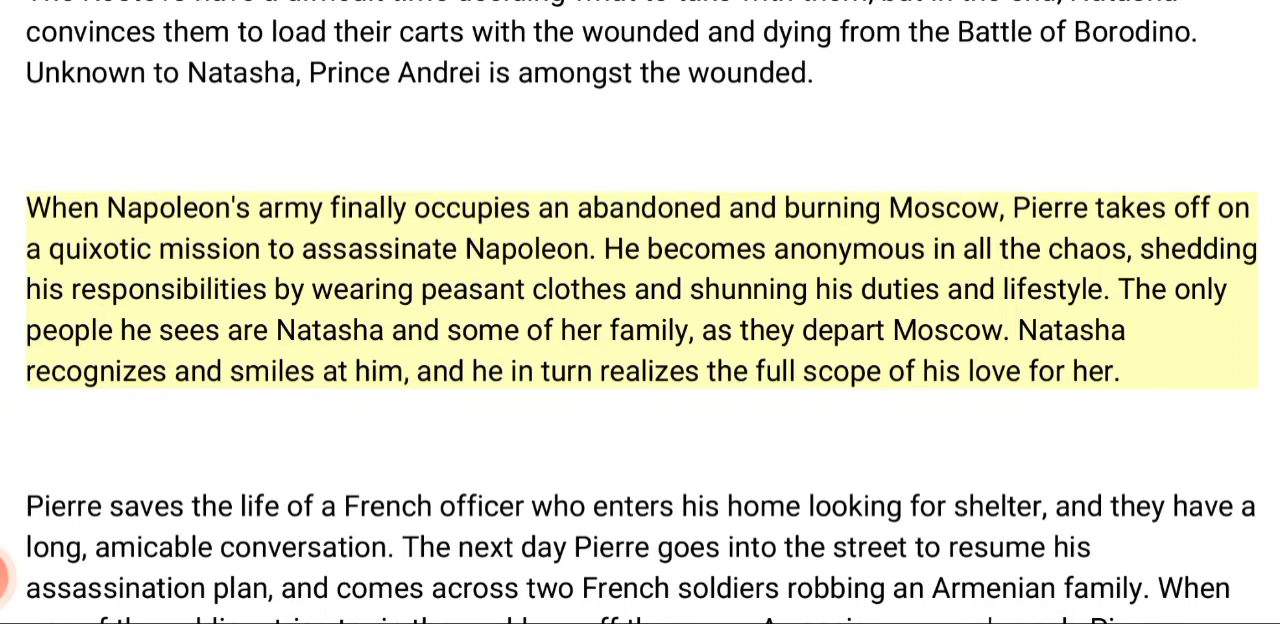 convinces them to load their carts with the wounded and dying from the Battle of Borodino.
Unknown to Natasha, Prince Andrei is amongst the wounded.
When Napoleon's army finally occupies an abandoned and burning Moscow, Pierre takes off on
a quixotic mission to assassinate Napoleon. He becomes anonymous in all the chaos, shedding
his responsibilities by wearing peasant clothes and shunning his duties and lifestyle. The only
people he sees are Natasha and some of her family, as they depart Moscow. Natasha
recognizes and smiles at him, and he in turn realizes the full scope of his love for her.
Pierre saves the life of a French officer who enters his home looking for shelter, and they have a
long, amicable conversation. The next day Pierre goes into the street to resume his
assassination plan, and comes across two French soldiers robbing an Armenian family. When